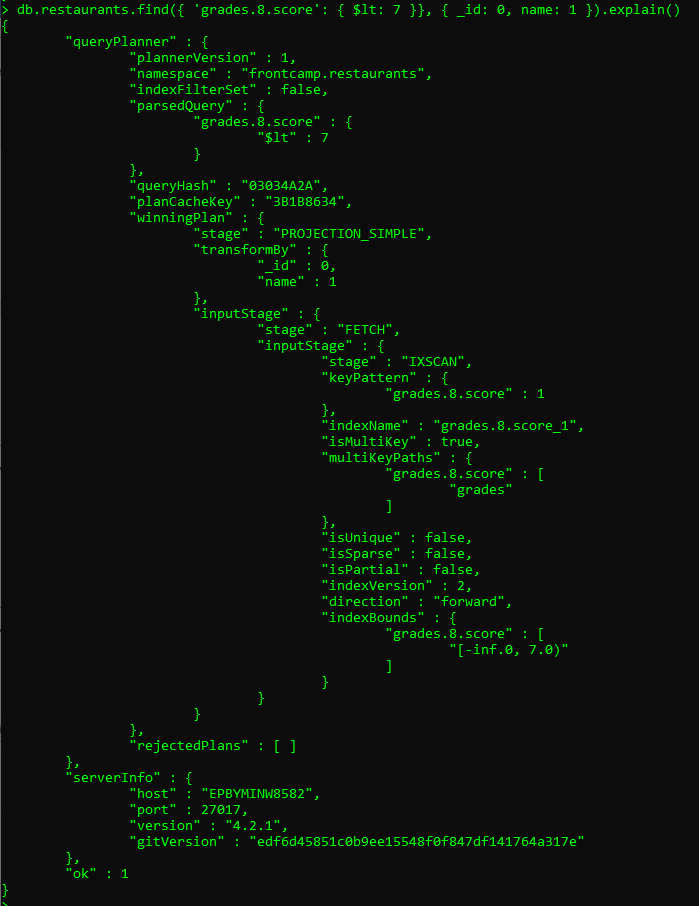 > db.restaurants.find({ 'grades.8.score': { $lt: 7 }}, { _id: 0, name: 1 }).explain()
{
        "queryPlanner" : {
                "plannerVersion" : 1,
                "namespace" : "frontcamp.restaurants",
                "indexFilterSet" : false,
                "parsedQuery" : {
                        "grades.8.score" : {
                                "$lt" : 7
                        }
                },
                "queryHash" : "03034A2A",
                "planCacheKey" : "3B1B8634",
                "winningPlan" : {
                        "stage" : "PROJECTION_SIMPLE",
                        "transformBy" : {
                                "_id" : 0,
                                "name" : 1
                        },
                        "inputStage" : {
                                "stage" : "FETCH",
                                "inputStage" : {
                                        "stage" : "IXSCAN",
                                        "keyPattern" : {
                                                "grades.8.score" : 1
                                        },
                                        "indexName" : "grades.8.score_1",
                                        "isMultiKey" : true,
                                        "multiKeyPaths" : {
                                                "grades.8.score" : [
                                                        "grades"
                                                ]
                                        },
                                        "isUnique" : false,
                                        "isSparse" : false,
                                        "isPartial" : false,
                                        "indexVersion" : 2,
                                        "direction" : "forward",
                                        "indexBounds" : {
                                                "grades.8.score" : [
                                                        "[-inf.0, 7.0)"
                                                ]
                                        }
                                }
                        }
                },
                "rejectedPlans" : [ ]
        },
        "serverInfo" : {
                "host" : "EPBYMINW8582",
                "port" : 27017,
                "version" : "4.2.1",
                "gitVersion" : "edf6d45851c0b9ee15548f0f847df141764a317e"
        },
        "ok" : 1
}
>